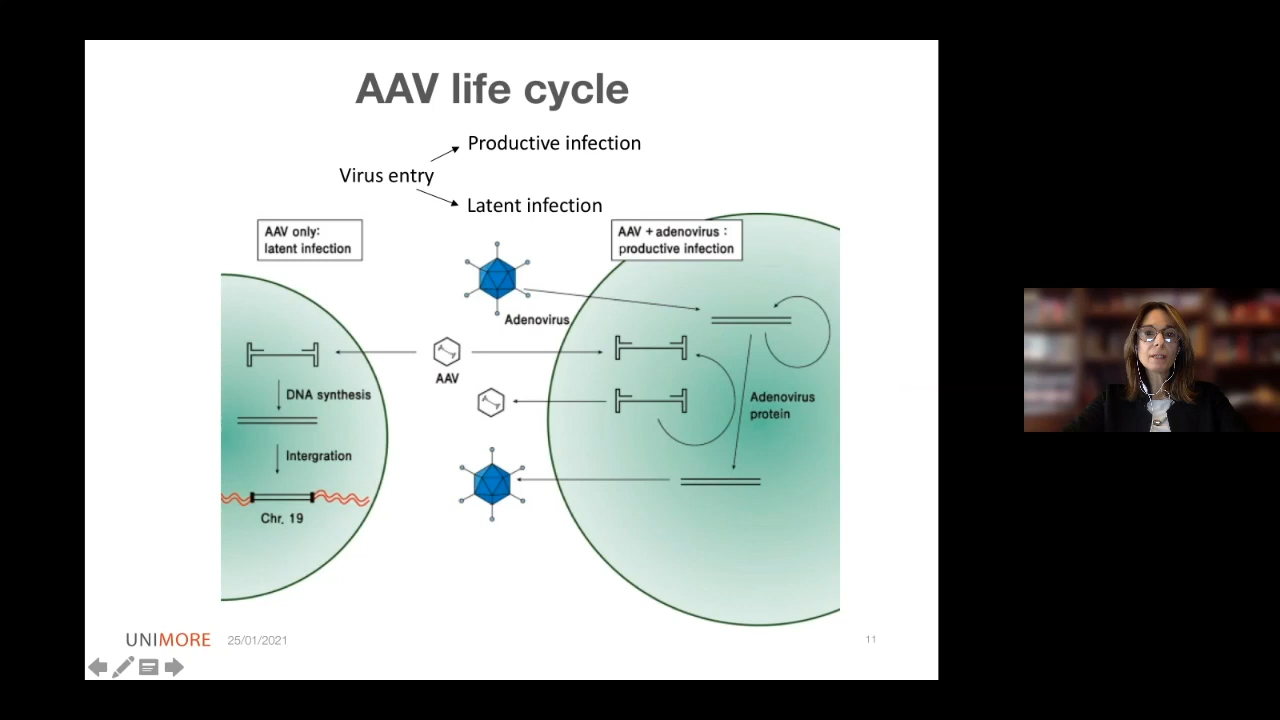 AAV life cycle
Productive infection
Virus entry
Latent infection
AAV only:
latent infection
AAV + adenovirus :
productive infection
Adenovirus
AAV
DNA synthesis
Intergration
Chr. 19
Adenovirus
protein
UNIMORE
25/01/2021
11